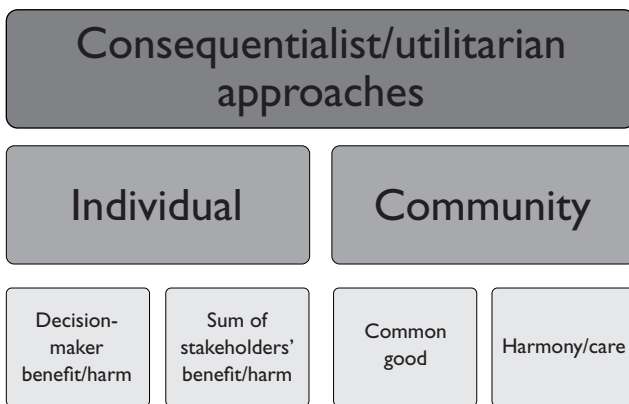 Consequentialist/utilitarian
approaches
Individual
Community
Decision-
maker
benefit/harm
Sum of
stakeholders’
benefit/harm
Common
good
Harmony/care